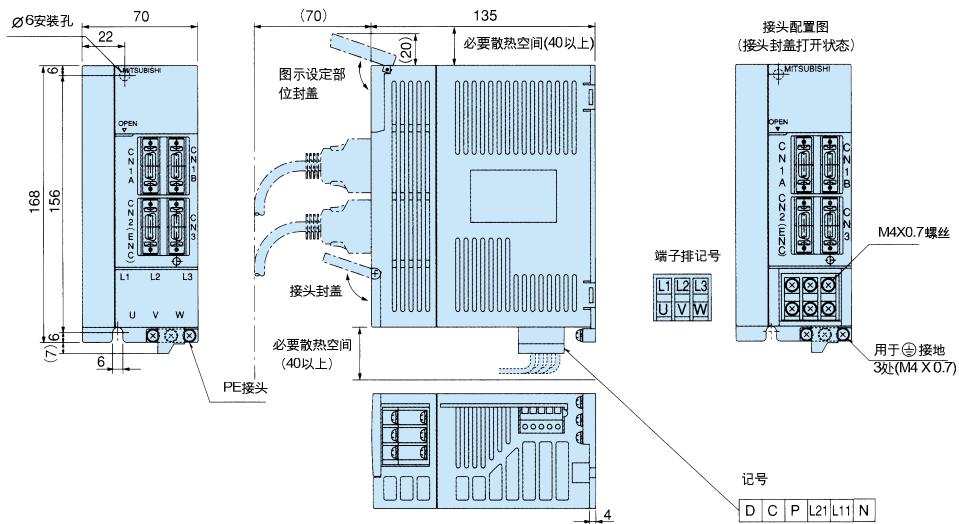 70
(70)
135
Ø6安装孔
22
(20)
必要散热空间(40以上)
接头配置图
(接头封盖打开状态)
6
MITSUBISHI
图示设定部
位封盖
MITSUBISHI
OPEN
OPEN
CN1A
CN1B
CN1A
CN1B
168
156
CN2(ENC)
CN3
CN2(ENC)
CN3
M4X0.7螺丝
端子排记号
L1 L2 L3
接头封盖
L1 L2 L3
U V W
U V W
6
(7)
6
必要散热空间
(40以上)
用于接地
3处(M4 X 0.7)
PE接头
记号
D C P L21 L11 N
4